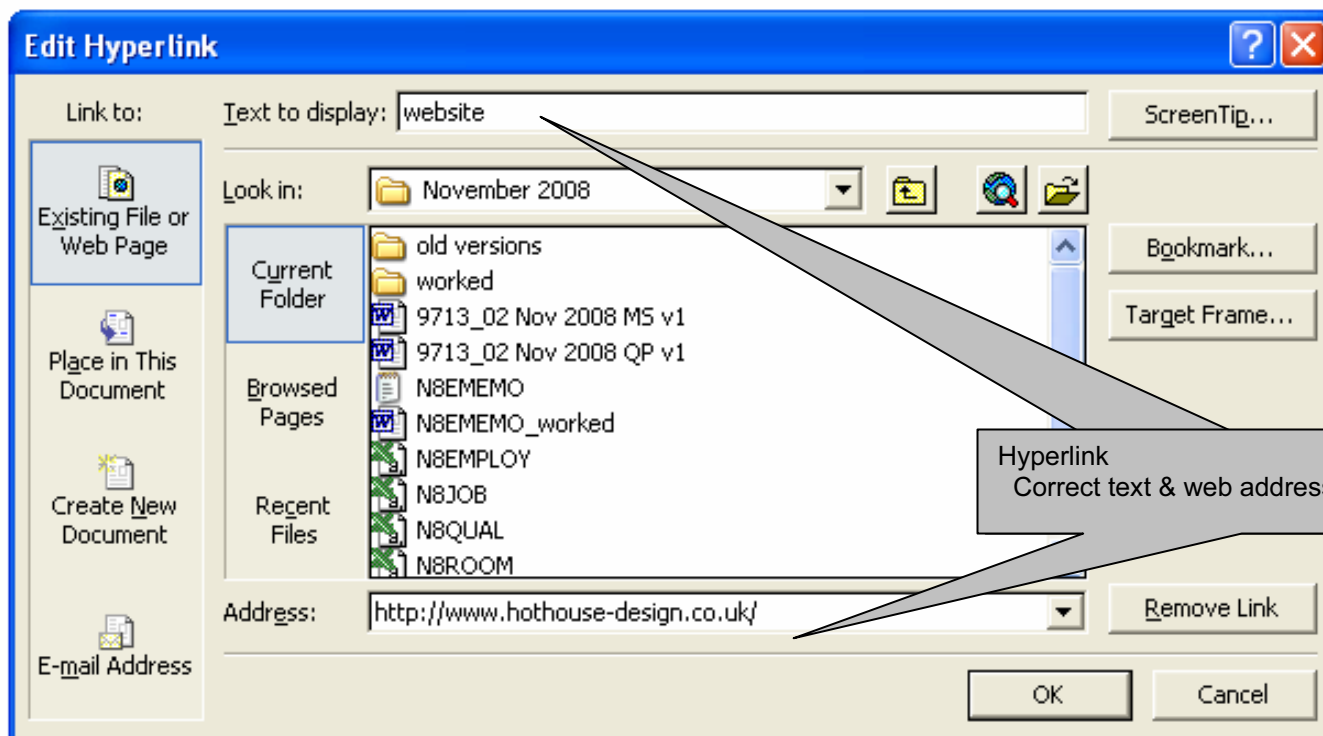 Edit Hyperlink
Link to:
Text to display: website
ScreenTip...
Existing File or
Web Page
Look in: November 2008
Current
Folder
Browsed
Pages
Recent
Files
old versions
worked
9713_02 Nov 2008 MS v1
9713_02 Nov 2008 QP v1
N8EMEMO
N8EMEMO_worked
N8EMPLOY
N8JOB
N8QUAL
N8ROOM
Bookmark...
Target Frame...
Place in This
Document
Create New
Document
E-mail Address
Hyperlink
Correct text & web address
Address: http://www.hothouse-design.co.uk/
Remove Link
OK
Cancel